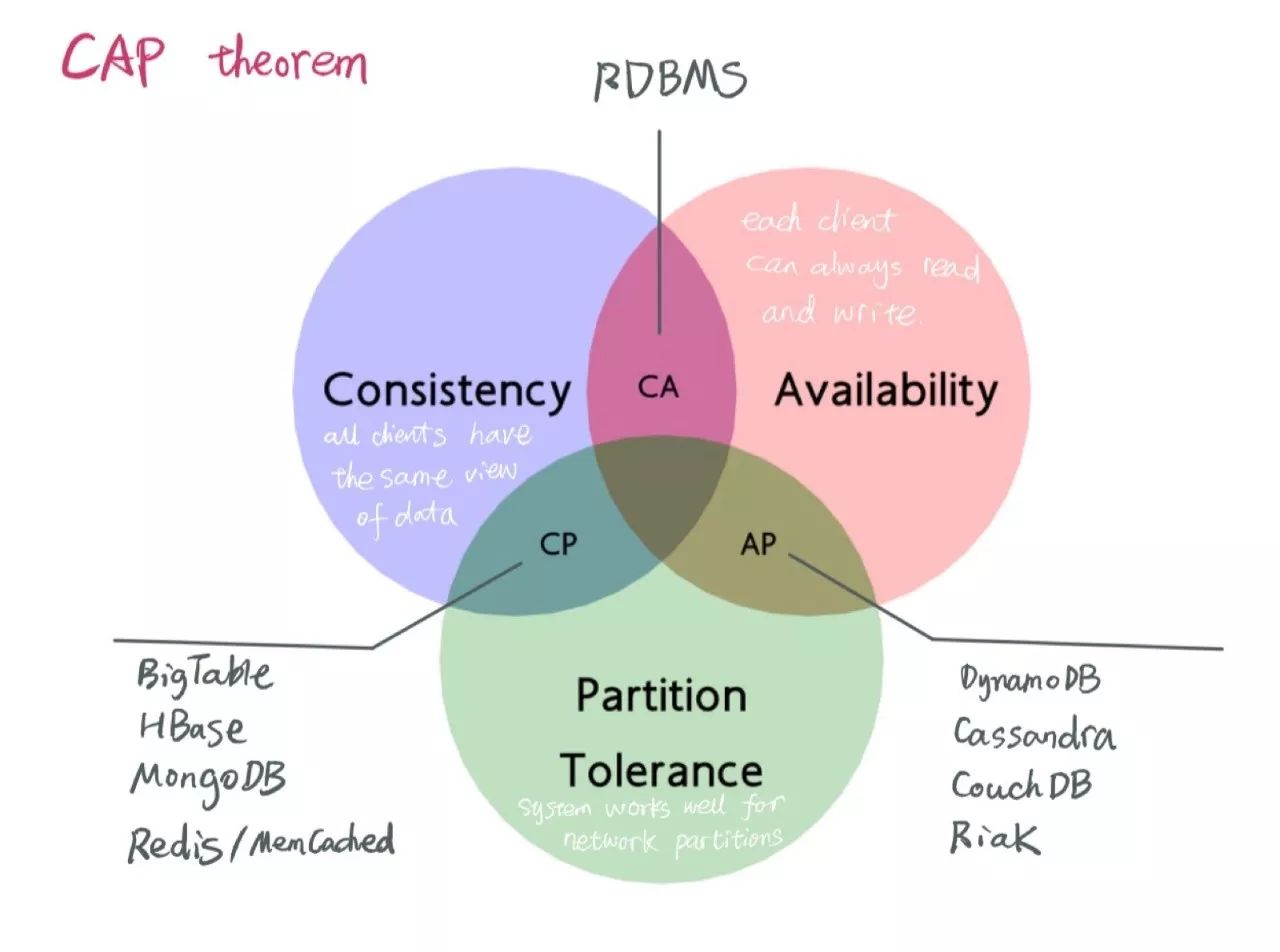 CAP theorem
RDBMS
each client
can always read
and write.
Consistency
CA
Availability
all clients have
the same view
of data
CP
AP
BigTable
HBase
MongoDB
Redis/MemCached
Partition
Tolerance
system works well for
network partitions
DynamoDB
Cassandra
CouchDB
Riak